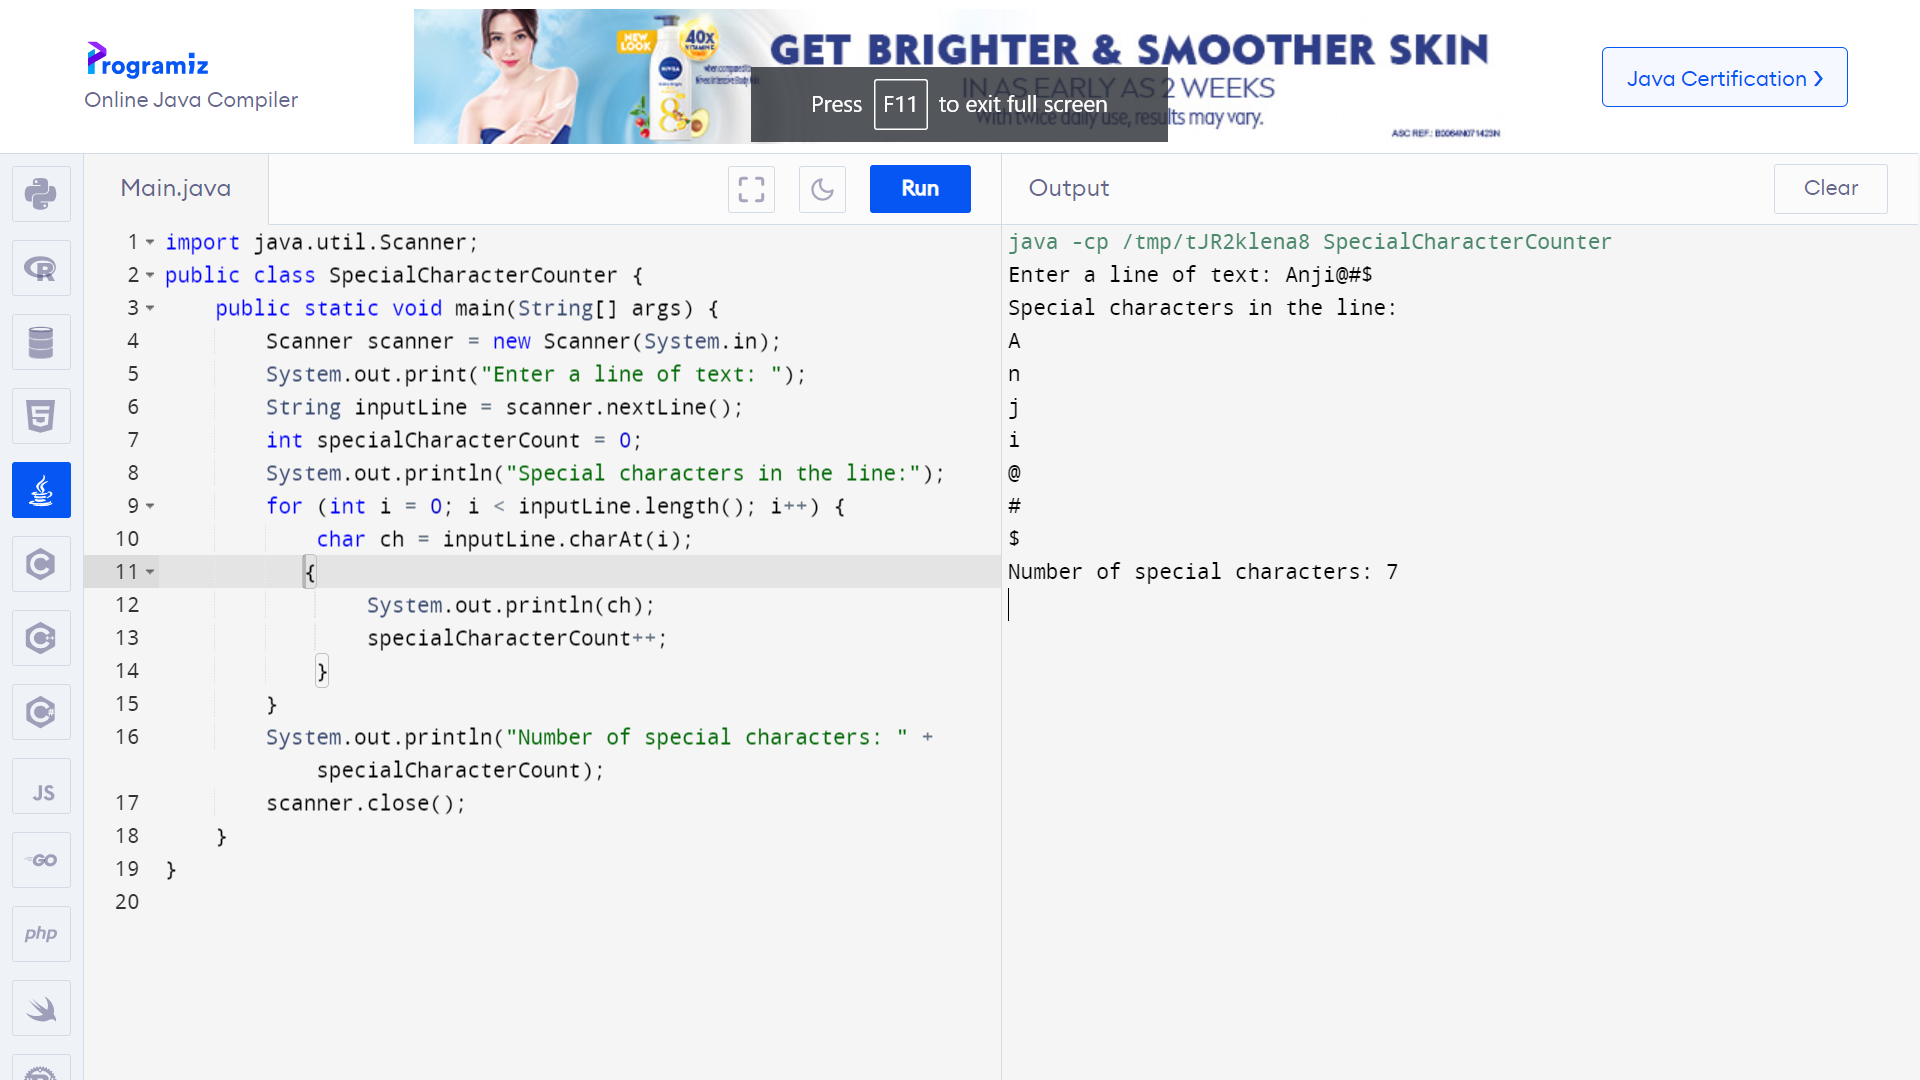 Programiz
Online Java Compiler
NEW LOOK
40x
VITAMINE
NIVEA
GET BRIGHTER & SMOOTHER SKIN
IN AS EARLY AS 2 WEEKS
With twice daily use, results may vary.
ASC REF.: B0064N071423N
Press F11 to exit full screen
Java Certification ❯
Main.java
Run
Output
Clear
1 import java.util.Scanner;
2 public class SpecialCharacterCounter {
3 public static void main(String[] args) {
4 Scanner scanner = new Scanner(System.in);
5 System.out.print("Enter a line of text: ");
6 String inputLine = scanner.nextLine();
7 int specialCharacterCount = 0;
8 System.out.println("Special characters in the line:");
9 for (int i = 0; i < inputLine.length(); i++) {
10 char ch = inputLine.charAt(i);
11 {
12 System.out.println(ch);
13 specialCharacterCount++;
14 }
15 }
16 System.out.println("Number of special characters: " +
specialCharacterCount);
17 scanner.close();
18 }
19 }
20
java -cp /tmp/tJR2klena8 SpecialCharacterCounter
Enter a line of text: Anji@#$
Special characters in the line:
A
n
j
i
@
#
$
Number of special characters: 7
R
5
C
C++
C#
JS
GO
php